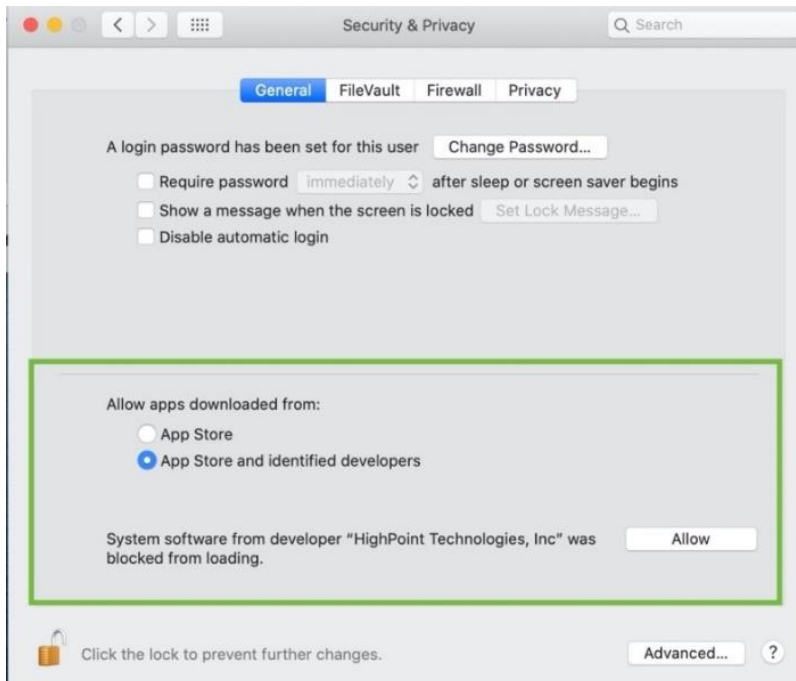 Security & Privacy
Search
General FileVault Firewall Privacy
A login password has been set for this user Change Password...
Require password immediately after sleep or screen saver begins
Show a message when the screen is locked Set Lock Message...
Disable automatic login
Allow apps downloaded from:
App Store
App Store and identified developers
System software from developer “HighPoint Technologies, Inc” was
blocked from loading.
Allow
Click the lock to prevent further changes.
Advanced...
?